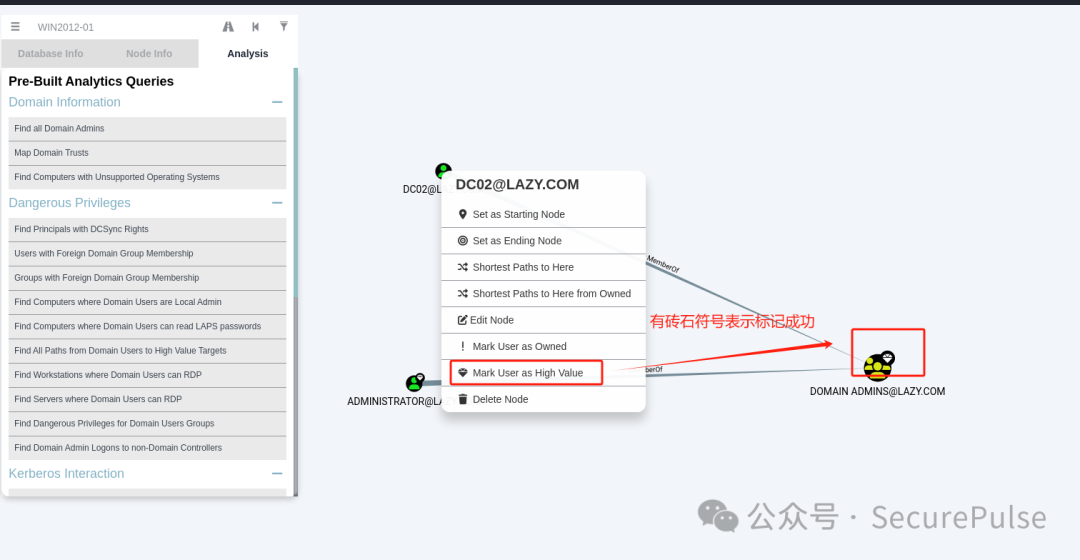 WIN2012-01
Database Info
Node Info
Analysis
Pre-Built Analytics Queries
Domain Information
Find all Domain Admins
Map Domain Trusts
Find Computers with Unsupported Operating Systems
Dangerous Privileges
Find Principals with DCSync Rights
Users with Foreign Domain Group Membership
Groups with Foreign Domain Group Membership
Find Computers where Domain Users are Local Admin
Find Computers where Domain Users can read LAPS passwords
Find All Paths from Domain Users to High Value Targets
Find Workstations where Domain Users can RDP
Find Servers where Domain Users can RDP
Find Dangerous Privileges for Domain Users Groups
Find Domain Admin Logons to non-Domain Controllers
Kerberos Interaction
DC02@L
DC02@LAZY.COM
Set as Starting Node
Set as Ending Node
Shortest Paths to Here
Shortest Paths to Here from Owned
Edit Node
Mark User as Owned
Mark User as High Value
Delete Node
MemberOf
有砖石符号表示标记成功
berOf
ADMINISTRATOR@LA
DOMAIN ADMINS@LAZY.COM
公众号 · SecurePulse